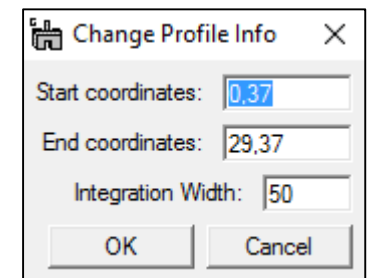 Change Profile Info
Start coordinates: 0,37
End coordinates: 29,37
Integration Width: 50
OK Cancel